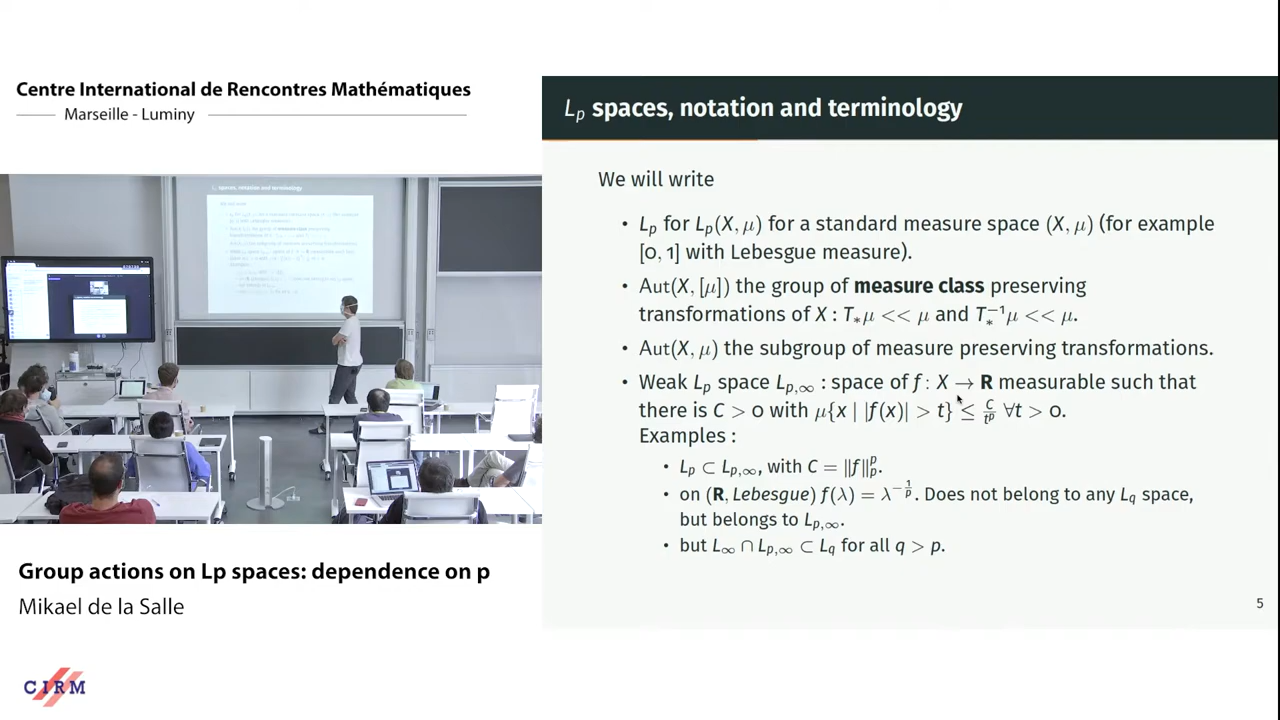 Centre International de Rencontres Mathématiques
Marseille - Luminy
Group actions on Lp spaces: dependence on p
Mikael de la Salle
CIRM
Lp spaces, notation and terminology
We will write
• Lp for Lp(X, μ) for a standard measure space (X, μ) (for example
[0, 1] with Lebesgue measure).
• Aut(X, [μ]) the group of measure class preserving
transformations of X : T∗μ << μ and T∗⁻¹μ << μ.
• Aut(X, μ) the subgroup of measure preserving transformations.
• Weak Lp space Lp,∞ : space of f : X → R measurable such that
there is C > 0 with μ{x | |f(x)| > t} ≤ C/tᵖ ∀t > 0.
Examples :
• Lp ⊂ Lp,∞, with C = ‖f‖ₚᵖ.
• on (R, Lebesgue) f(λ) = λ^(−1/p). Does not belong to any Lq space,
but belongs to Lp,∞.
• but L∞ ∩ Lp,∞ ⊂ Lq for all q > p.
5